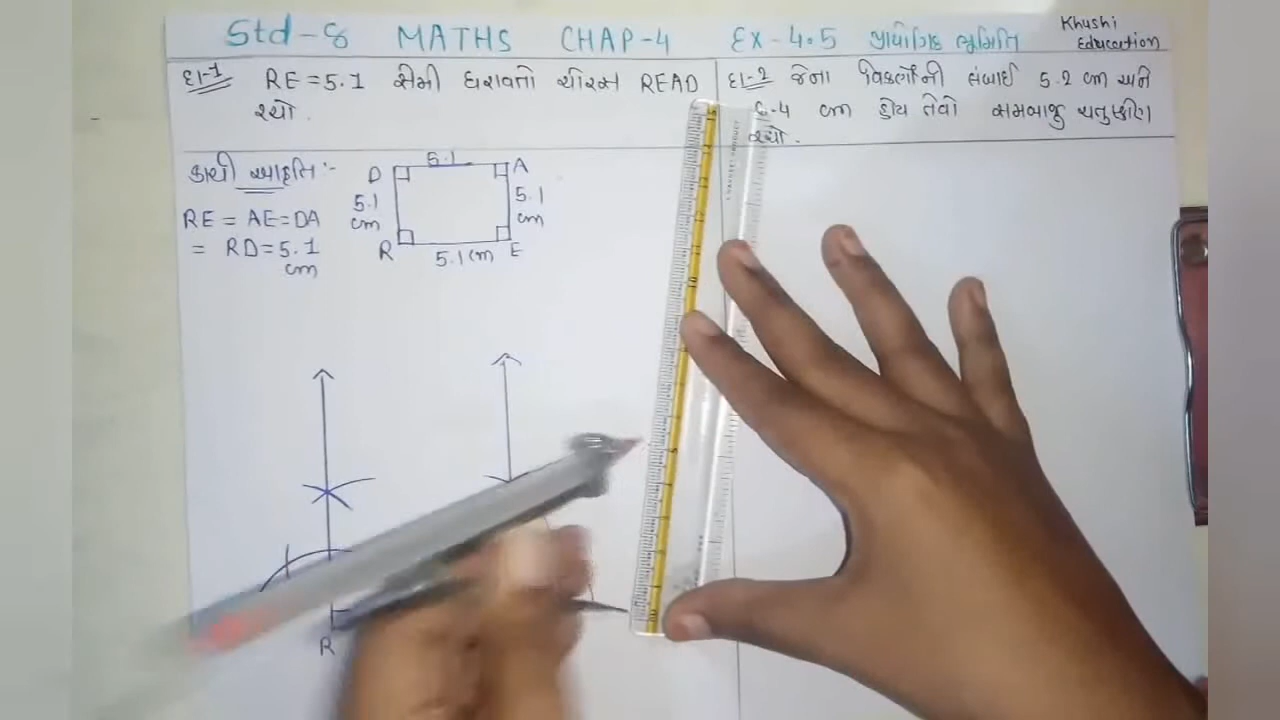 Std-8 MATHS CHAP-4 EX-4.5 પ્રાયોગિક ભૂમિતિ
Khushi
Education
દા-1 RE=5.1 સેમી ધરાવતો ચોરસ READ
રચો.
દા-2 જેના વિકર્ણોની લંબાઈ 5.2 cm અને
6.4 cm હોય તેવો સમબાજુ ચતુષ્કોણ
રચો.
કાચી આકૃતિ:-
RE = AE=DA
= RD=5.1
cm
D 5.1 A
5.1
cm
5.1
cm
R 5.1cm E
R